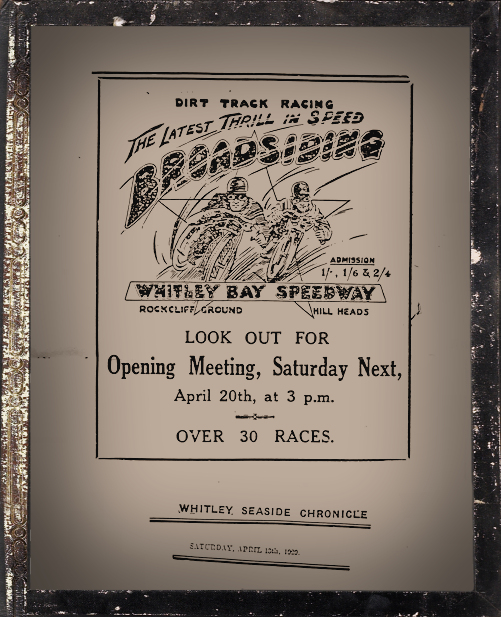 DIRT TRACK RACING
THE LATEST THRILL IN SPEED
BROADSIDING
ADMISSION
1/-, 1/6 & 2/4
WHITLEY BAY SPEEDWAY
ROCKCLIFF GROUND HILL HEADS
LOOK OUT FOR
Opening Meeting, Saturday Next,
April 20th, at 3 p.m.
OVER 30 RACES.
WHITLEY SEASIDE CHRONICLE
SATURDAY, APRIL 13th, 1929.